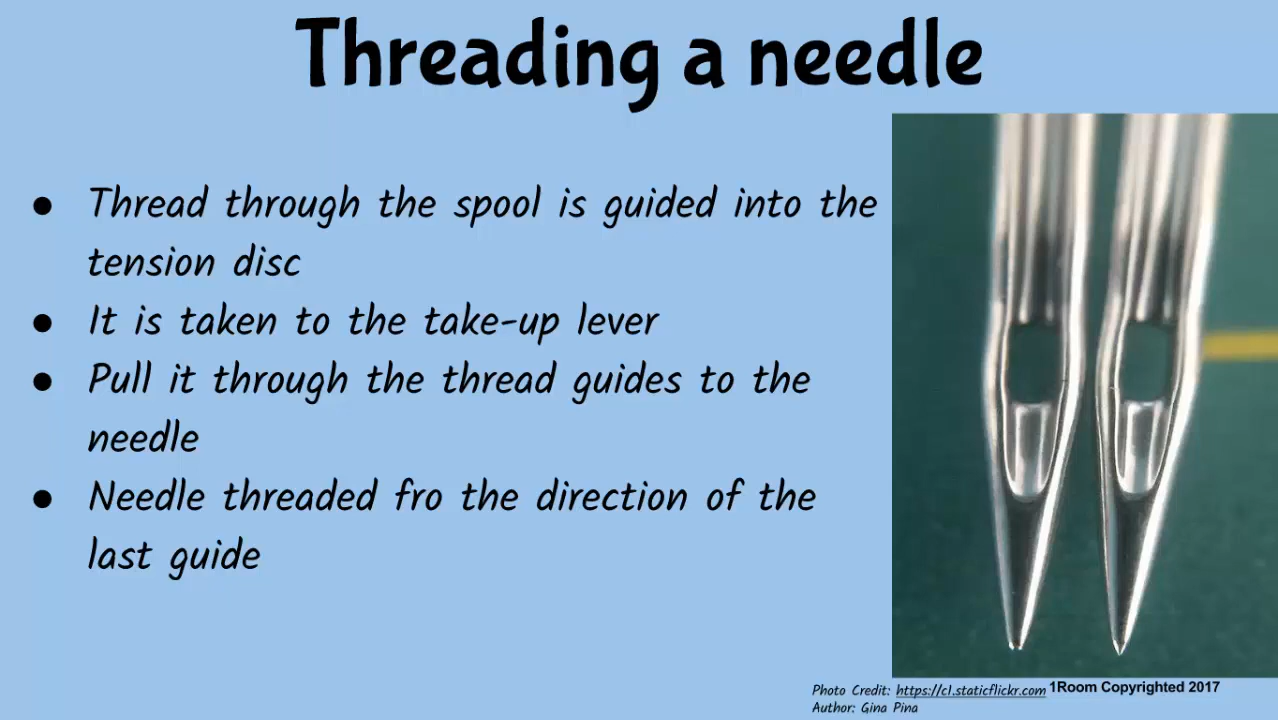 Threading a needle
● Thread through the spool is guided into the
tension disc
● It is taken to the take-up lever
● Pull it through the thread guides to the
needle
● Needle threaded fro the direction of the
last guide
Photo Credit: https://c1.staticflickr.com 1Room Copyrighted 2017
Author: Gina Pina